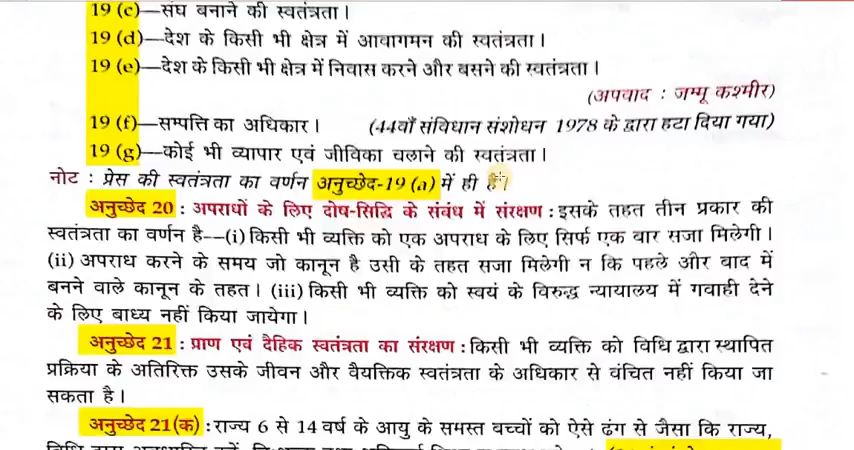 19 (c)—संघ बनाने की स्वतंत्रता।
19 (d)—देश के किसी भी क्षेत्र में आवागमन की स्वतंत्रता।
19 (e)—देश के किसी भी क्षेत्र में निवास करने और बसने की स्वतंत्रता।
(अपवाद : जम्मू कश्मीर)
19 (f)—सम्पत्ति का अधिकार। (44वाँ संविधान संशोधन 1978 के द्वारा हटा दिया गया)
19 (g)—कोई भी व्यापार एवं जीविका चलाने की स्वतंत्रता।
नोट : प्रेस की स्वतंत्रता का वर्णन अनुच्छेद-19 (a) में ही है।
अनुच्छेद 20 : अपराधों के लिए दोष-सिद्धि के संबंध में संरक्षण : इसके तहत तीन प्रकार की
स्वतंत्रता का वर्णन है—(i) किसी भी व्यक्ति को एक अपराध के लिए सिर्फ एक बार सजा मिलेगी।
(ii) अपराध करने के समय जो कानून है उसी के तहत सजा मिलेगी न कि पहले और बाद में
बनने वाले कानून के तहत। (iii) किसी भी व्यक्ति को स्वयं के विरुद्ध न्यायालय में गवाही देने
के लिए बाध्य नहीं किया जायेगा।
अनुच्छेद 21 : प्राण एवं दैहिक स्वतंत्रता का संरक्षण : किसी भी व्यक्ति को विधि द्वारा स्थापित
प्रक्रिया के अतिरिक्त उसके जीवन और वैयक्तिक स्वतंत्रता के अधिकार से वंचित नहीं किया जा
सकता है।
अनुच्छेद 21(क) : राज्य 6 से 14 वर्ष के आयु के समस्त बच्चों को ऐसे ढंग से जैसा कि राज्य,